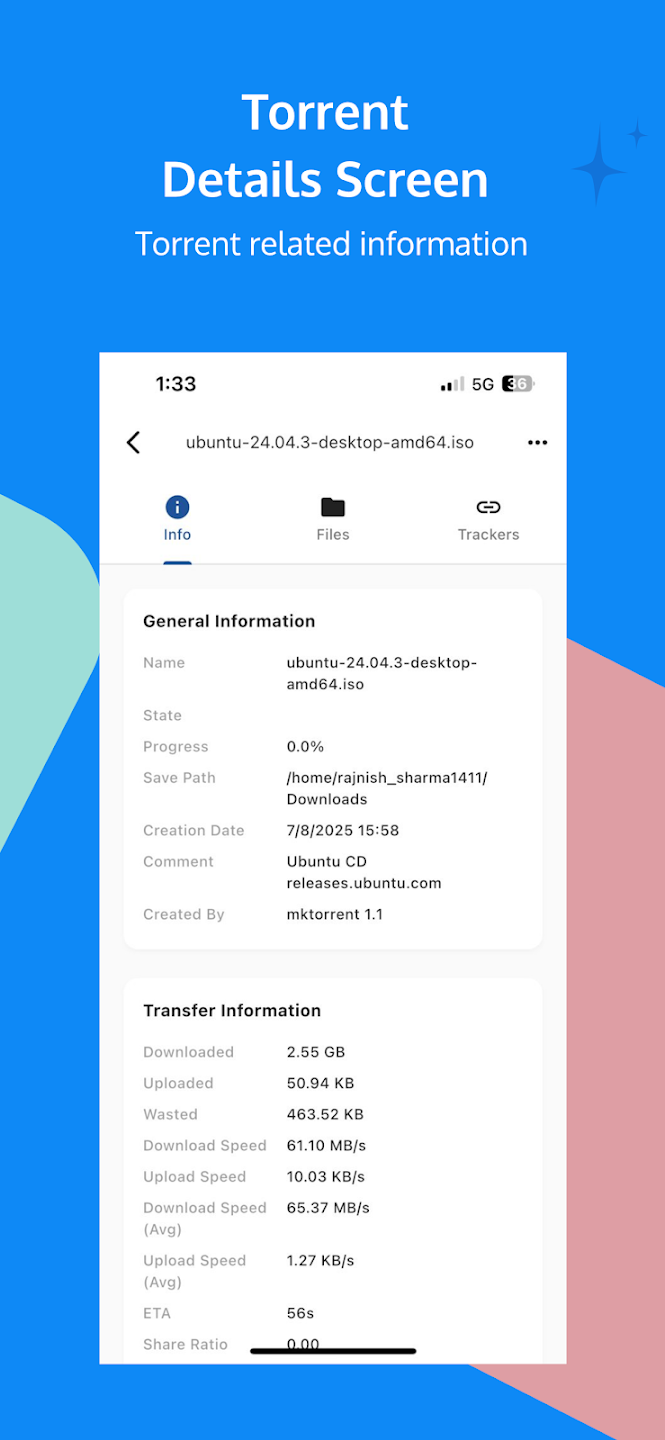 Torrent
Details Screen
Torrent related information
1:33
5G 36
ubuntu-24.04.3-desktop-amd64.iso
Info Files Trackers
General Information
Name ubuntu-24.04.3-desktop-
amd64.iso
State
Progress 0.0%
Save Path /home/rajnish_sharma1411/
Downloads
Creation Date 7/8/2025 15:58
Comment Ubuntu CD
releases.ubuntu.com
Created By mktorrent 1.1
Transfer Information
Downloaded 2.55 GB
Uploaded 50.94 KB
Wasted 463.52 KB
Download Speed 61.10 MB/s
Upload Speed 10.03 KB/s
Download Speed 65.37 MB/s
(Avg)
Upload Speed 1.27 KB/s
(Avg)
ETA 56s
Share Ratio 0.00